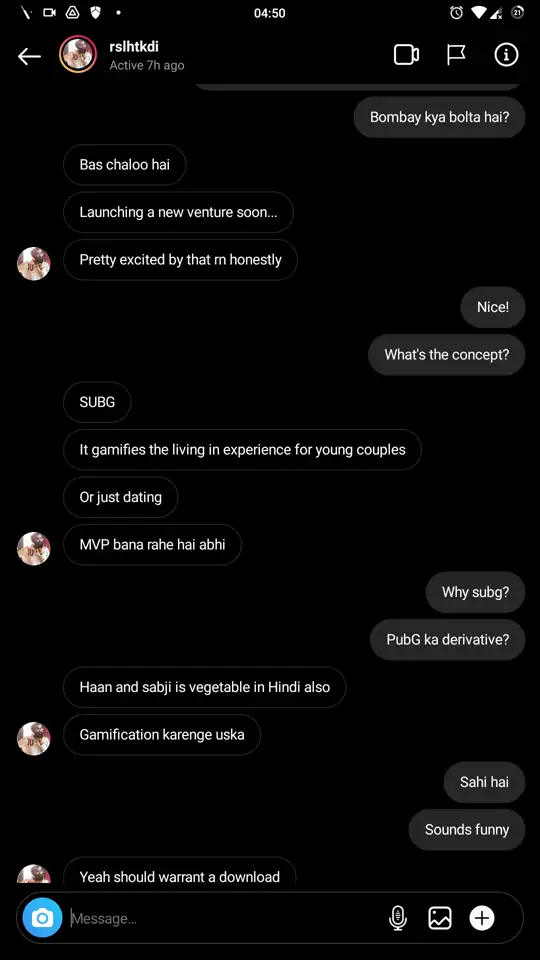 04:50
21
rslhtkdi
Active 7h ago
Bombay kya bolta hai?
Bas chaloo hai
Launching a new venture soon...
Pretty excited by that rn honestly
Nice!
What's the concept?
SUBG
It gamifies the living in experience for young couples
Or just dating
MVP bana rahe hai abhi
Why subg?
PubG ka derivative?
Haan and sabji is vegetable in Hindi also
Gamification karenge uska
Sahi hai
Sounds funny
Yeah should warrant a download
Message...